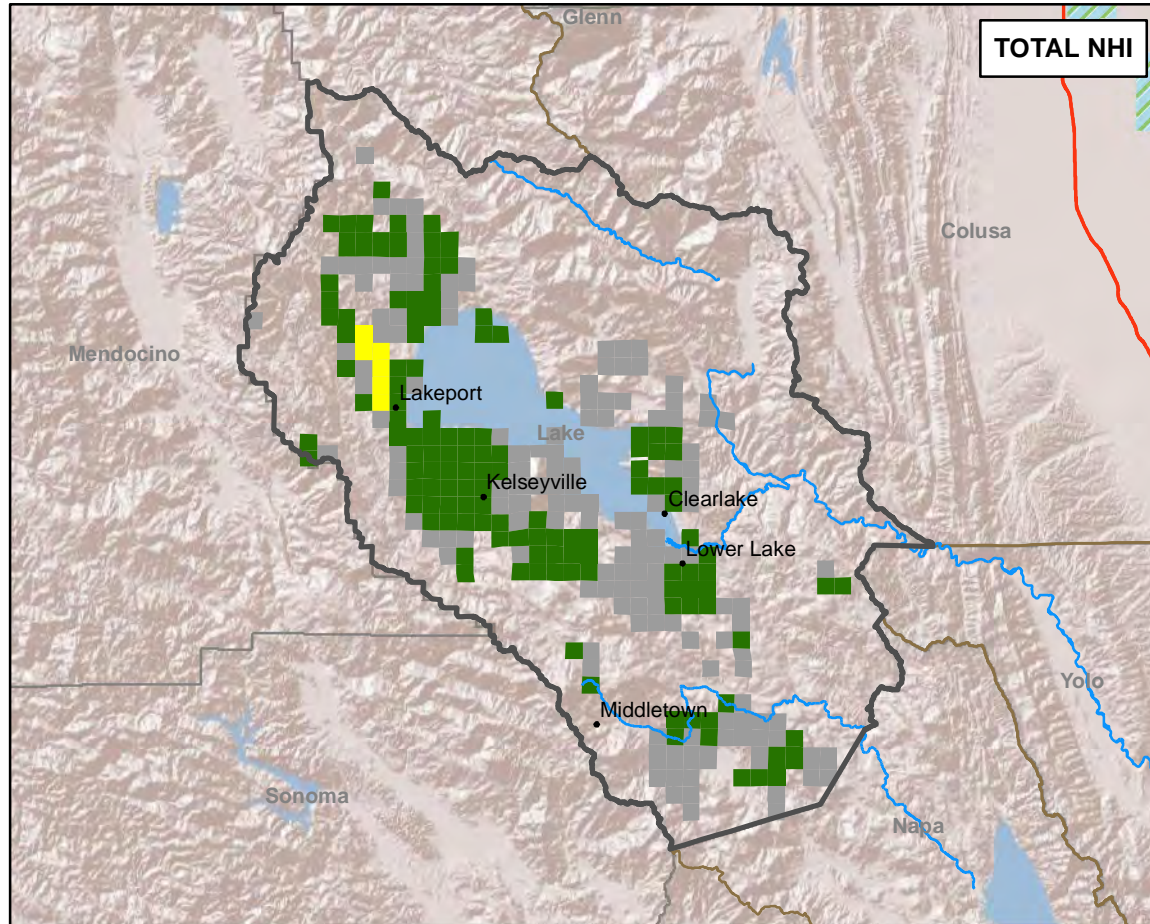 Glenn
TOTAL NHI
Colusa
Mendocino
Lakeport
Lake
Kelseyville
Clearlake
Lower Lake
Yolo
Middletown
Sonoma
Napa